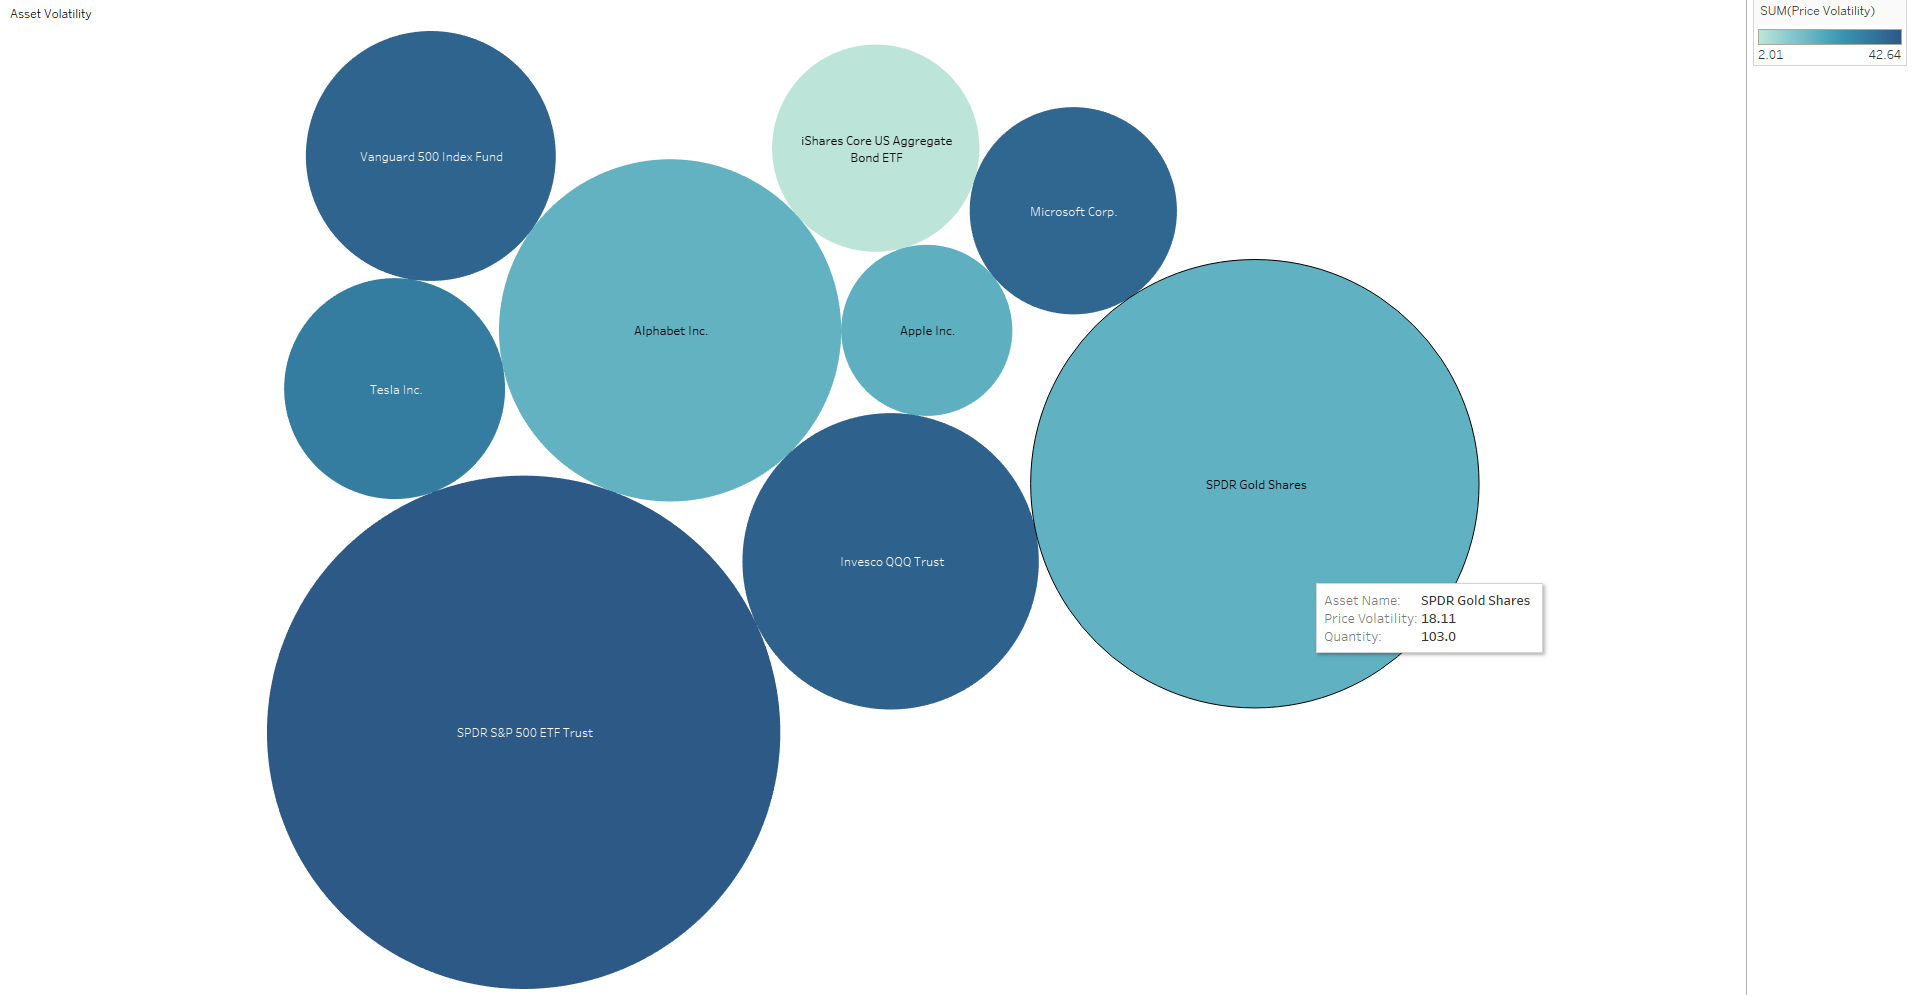 Asset Volatility
SUM(Price Volatility)
2.01 42.64
iShares Core US Aggregate
Bond ETF
Vanguard 500 Index Fund
Microsoft Corp.
Alphabet Inc.
Apple Inc.
Tesla Inc.
SPDR Gold Shares
Invesco QQQ Trust
Asset Name: SPDR Gold Shares
Price Volatility: 18.11
Quantity: 103.0
SPDR S&P 500 ETF Trust